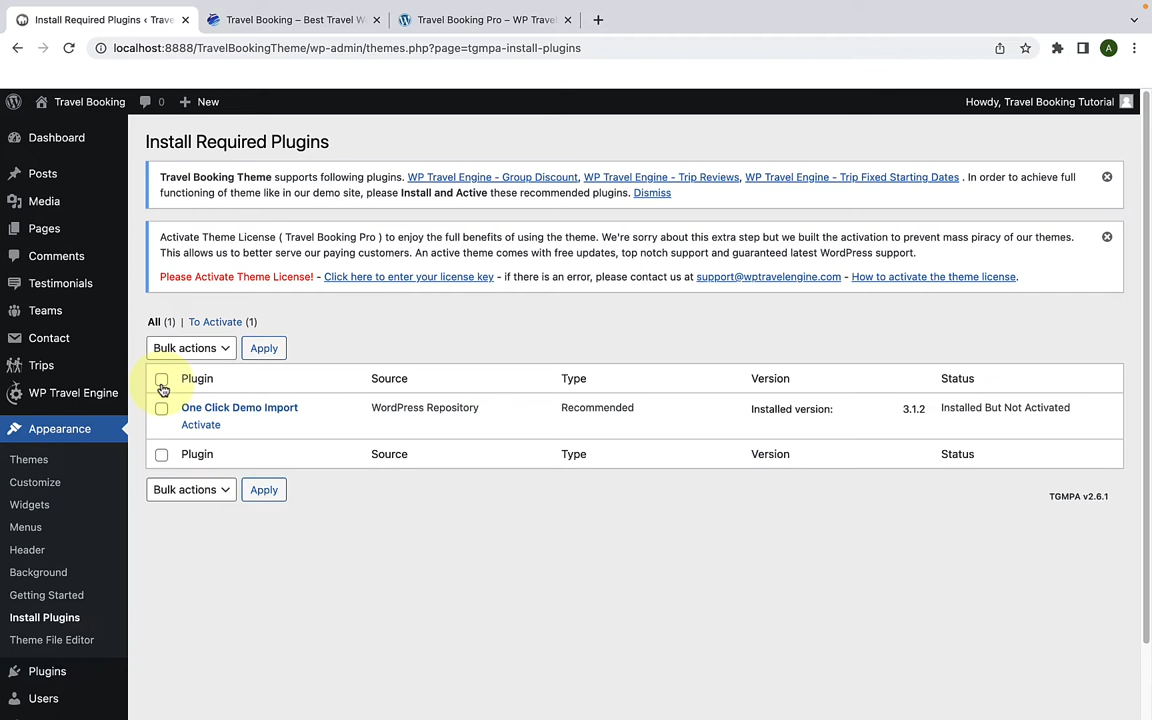 Install Required Plugins ‹ Trave
Travel Booking – Best Travel W
Travel Booking Pro – WP Travel
localhost:8888/TravelBookingTheme/wp-admin/themes.php?page=tgmpa-install-plugins
A
Travel Booking
0
New
Howdy, Travel Booking Tutorial
Dashboard
Posts
Media
Pages
Comments
Testimonials
Teams
Contact
Trips
WP Travel Engine
Appearance
Themes
Customize
Widgets
Menus
Header
Background
Getting Started
Install Plugins
Theme File Editor
Plugins
Users
Install Required Plugins
Travel Booking Theme supports following plugins. WP Travel Engine - Group Discount, WP Travel Engine - Trip Reviews, WP Travel Engine - Trip Fixed Starting Dates . In order to achieve full
functioning of theme like in our demo site, please Install and Active these recommended plugins. Dismiss
Activate Theme License ( Travel Booking Pro ) to enjoy the full benefits of using the theme. We're sorry about this extra step but we built the activation to prevent mass piracy of our themes.
This allows us to better serve our paying customers. An active theme comes with free updates, top notch support and guaranteed latest WordPress support.
Please Activate Theme License! - Click here to enter your license key - if there is an error, please contact us at support@wptravelengine.com - How to activate the theme license.
All (1) | To Activate (1)
Bulk actions Apply
Plugin Source Type Version Status
One Click Demo Import WordPress Repository Recommended Installed version: 3.1.2 Installed But Not Activated
Activate
Plugin Source Type Version Status
Bulk actions Apply
TGMPA v2.6.1